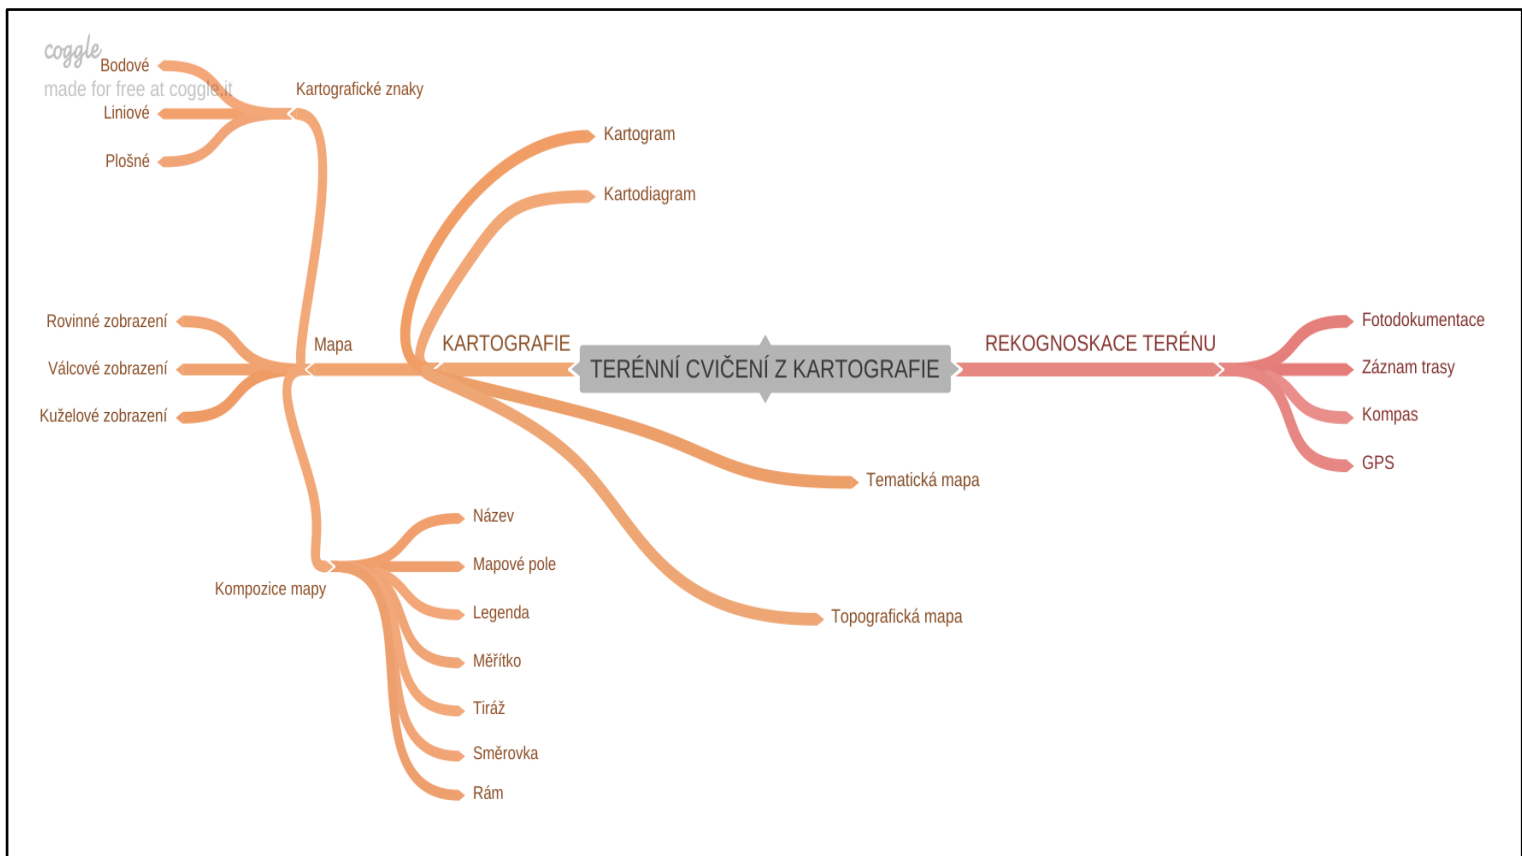 coggle
made for free at coggle.it
Bodové
Liniové
Plošné
Kartografické znaky
Kartogram
Kartodiagram
Rovinné zobrazení
Válcové zobrazení
Kuželové zobrazení
Mapa
KARTOGRAFIE
TERÉNNÍ CVIČENÍ Z KARTOGRAFIE
REKOGNOSKACE TERÉNU
Fotodokumentace
Záznam trasy
Kompas
GPS
Tematická mapa
Topografická mapa
Kompozice mapy
Název
Mapové pole
Legenda
Měřítko
Tiráž
Směrovka
Rám